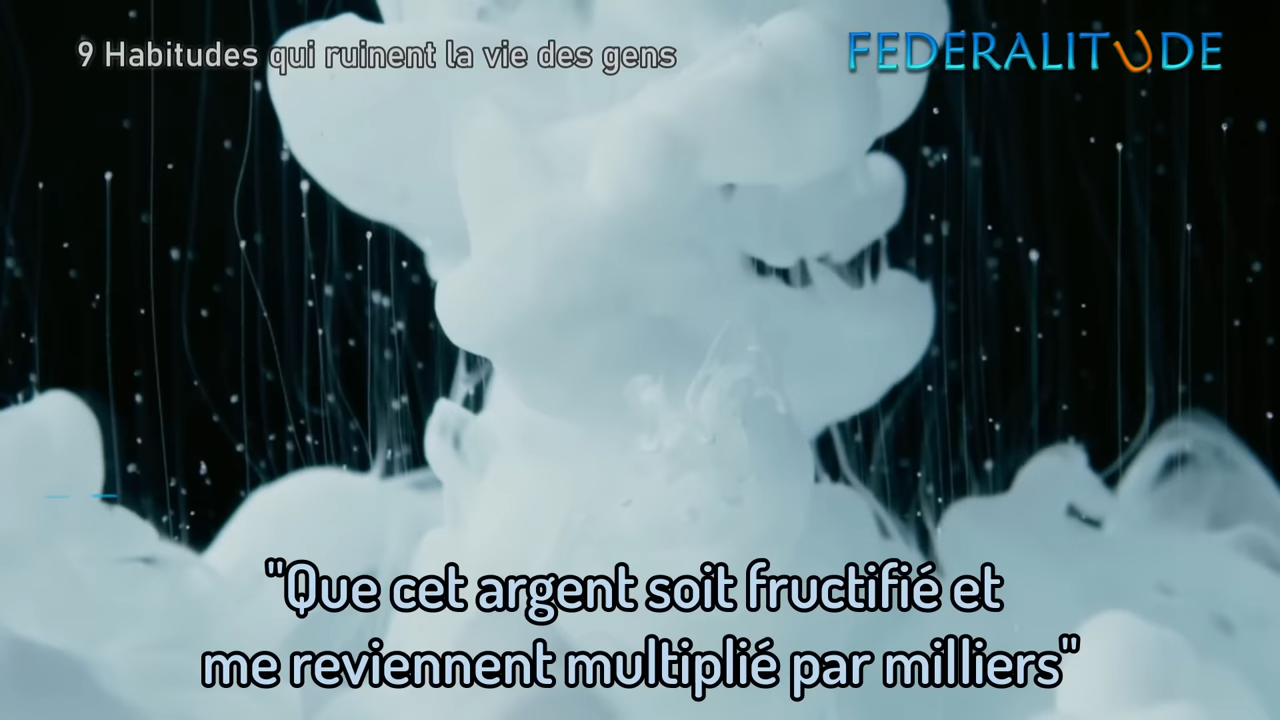 9 Habitudes qui ruinent la vie des gens
FEDERALITUDE
"Que cet argent soit fructifié et
me reviennent multiplié par milliers"